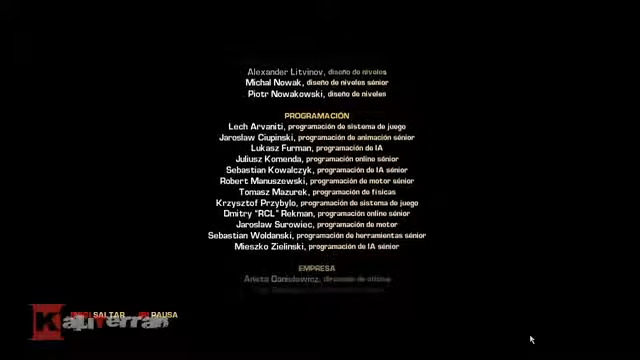 Alexander Litvinov, diseño de niveles
Michal Nowak, diseño de niveles sénior
Piotr Nowakowski, diseño de niveles
PROGRAMACIÓN
Lech Arvaniti, programación de sistema de juego
Jaroslaw Ciupinski, programación de animación sénior
Lukasz Furman, programación de IA
Juliusz Komenda, programación online sénior
Sebastian Kowalczyk, programación de IA sénior
Robert Manuszewski, programación de motor sénior
Tomasz Mazurek, programación de físicas
Krzysztof Przybylo, programación de sistema de juego
Dmitry "RCL" Rekman, programación online sénior
Jaroslaw Surowiec, programación de motor
Sebastian Woldanski, programación de herramientas sénior
Mieszko Zielinski, programación de IA sénior
EMPRESA
SALTAR PAUSA